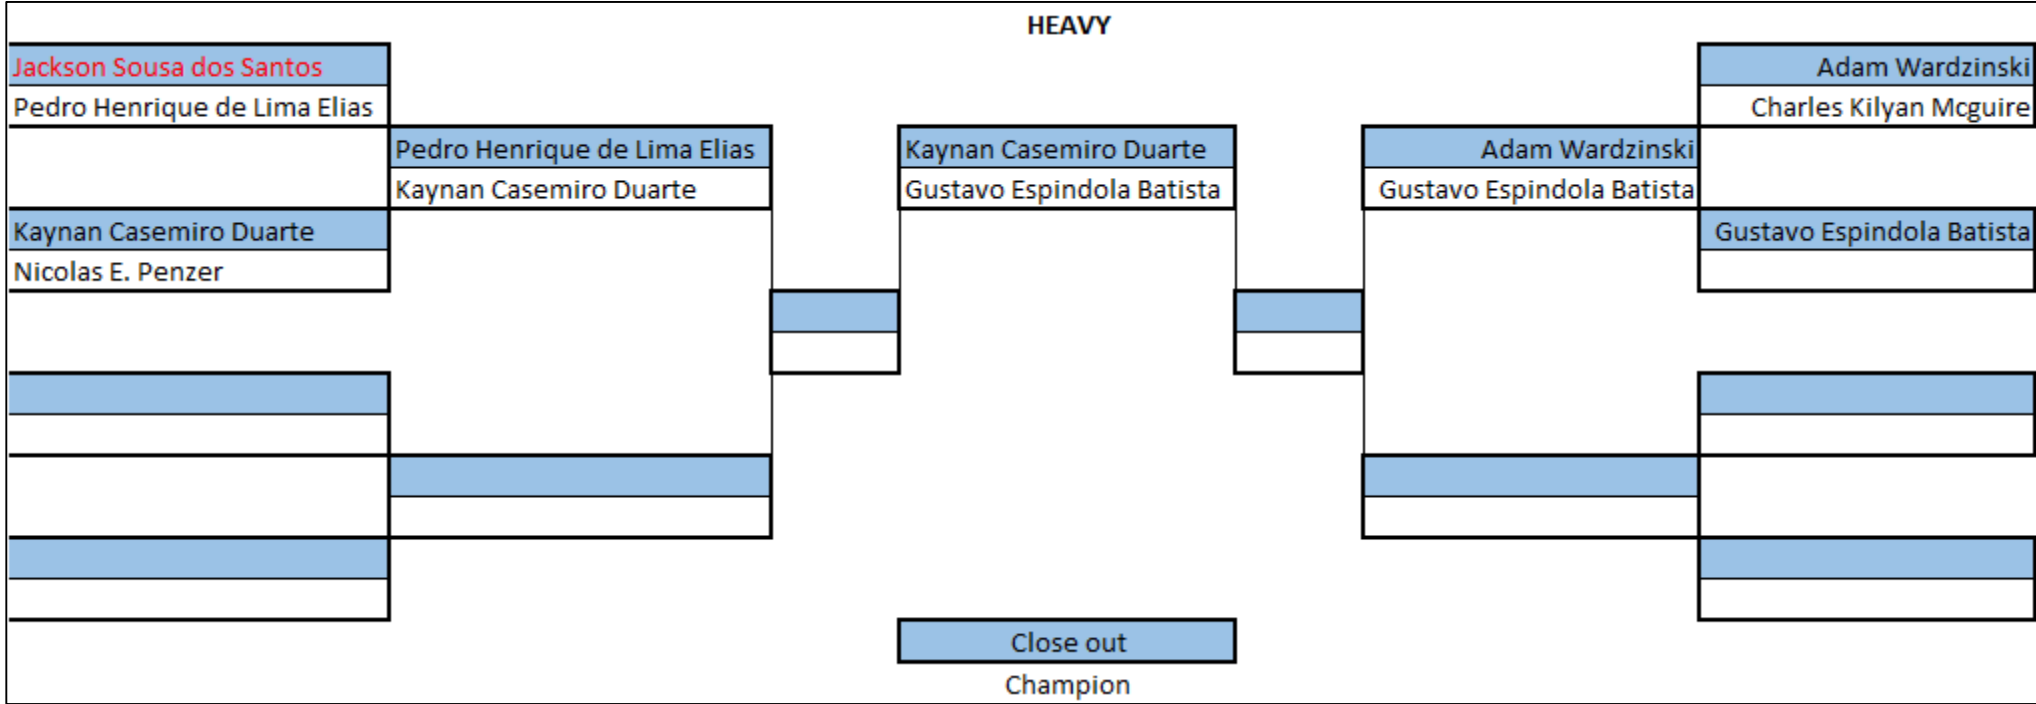 HEAVY
Jackson Sousa dos Santos
Pedro Henrique de Lima Elias
Pedro Henrique de Lima Elias
Kaynan Casemiro Duarte
Kaynan Casemiro Duarte
Nicolas E. Penzer
Kaynan Casemiro Duarte
Gustavo Espindola Batista
Adam Wardzinski
Charles Kilyan Mcguire
Adam Wardzinski
Gustavo Espindola Batista
Gustavo Espindola Batista
Close out
Champion